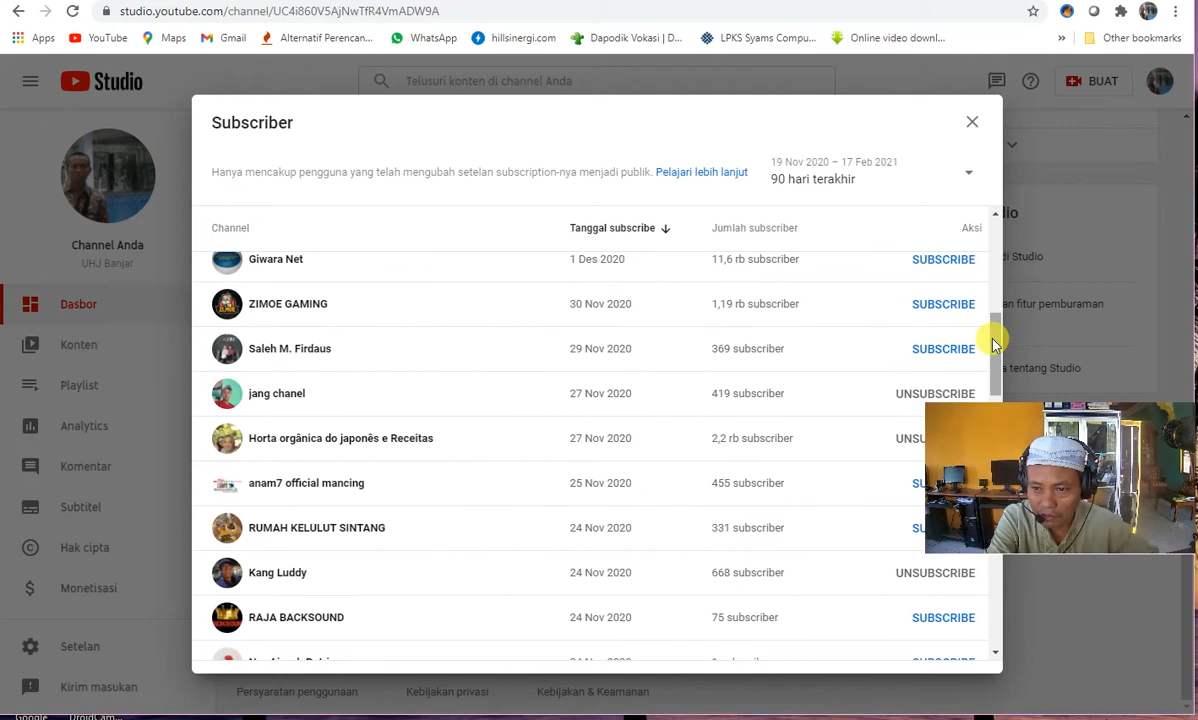 studio.youtube.com/channel/UC4i860V5AjNwTfR4VmADW9A
Apps YouTube Maps Gmail Alternatif Perencan... WhatsApp hillsinergi.com Dapodik Vokasi | D... LPKS Syams Compu... Online video downl... » Other bookmarks
Studio Telusuri konten di channel Anda BUAT
Subscriber
Hanya mencakup pengguna yang telah mengubah setelan subscription-nya menjadi publik. Pelajari lebih lanjut
19 Nov 2020 – 17 Feb 2021
90 hari terakhir
Channel Tanggal subscribe Jumlah subscriber Aksi
Giwara Net 1 Des 2020 11,6 rb subscriber SUBSCRIBE
ZIMOE GAMING 30 Nov 2020 1,19 rb subscriber SUBSCRIBE
Saleh M. Firdaus 29 Nov 2020 369 subscriber SUBSCRIBE
jang chanel 27 Nov 2020 419 subscriber UNSUBSCRIBE
Horta orgânica do japonês e Receitas 27 Nov 2020 2,2 rb subscriber UNSU
anam7 official mancing 25 Nov 2020 455 subscriber SU
RUMAH KELULUT SINTANG 24 Nov 2020 331 subscriber SU
Kang Luddy 24 Nov 2020 668 subscriber UNSUBSCRIBE
RAJA BACKSOUND 24 Nov 2020 75 subscriber SUBSCRIBE
Channel Anda
UHJ Banjar
Dasbor
Konten
Playlist
Analytics
Komentar
Subtitel
Hak cipta
Monetisasi
Setelan
Kirim masukan
dio
di Studio
an fitur pemburaman
a tentang Studio
Persyaratan penggunaan Kebijakan privasi Kebijakan & Keamanan
Google DroidCam...